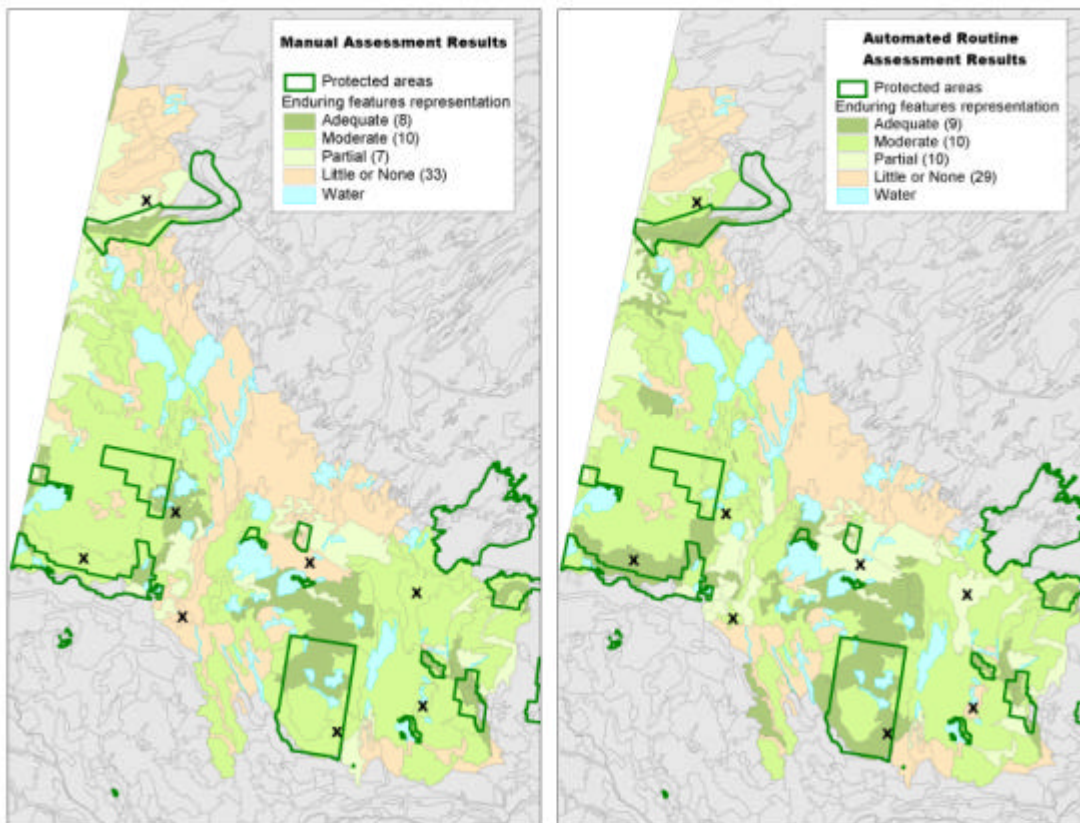 Manual Assessment Results
Protected areas
Enduring features representation
Adequate (8)
Moderate (10)
Partial (7)
Little or None (33)
Water
X
X
X
X
X
X
X
X
Automated Routine
Assessment Results
Protected areas
Enduring features representation
Adequate (9)
Moderate (10)
Partial (10)
Little or None (29)
Water
X
X
X
X
X
X
X
X